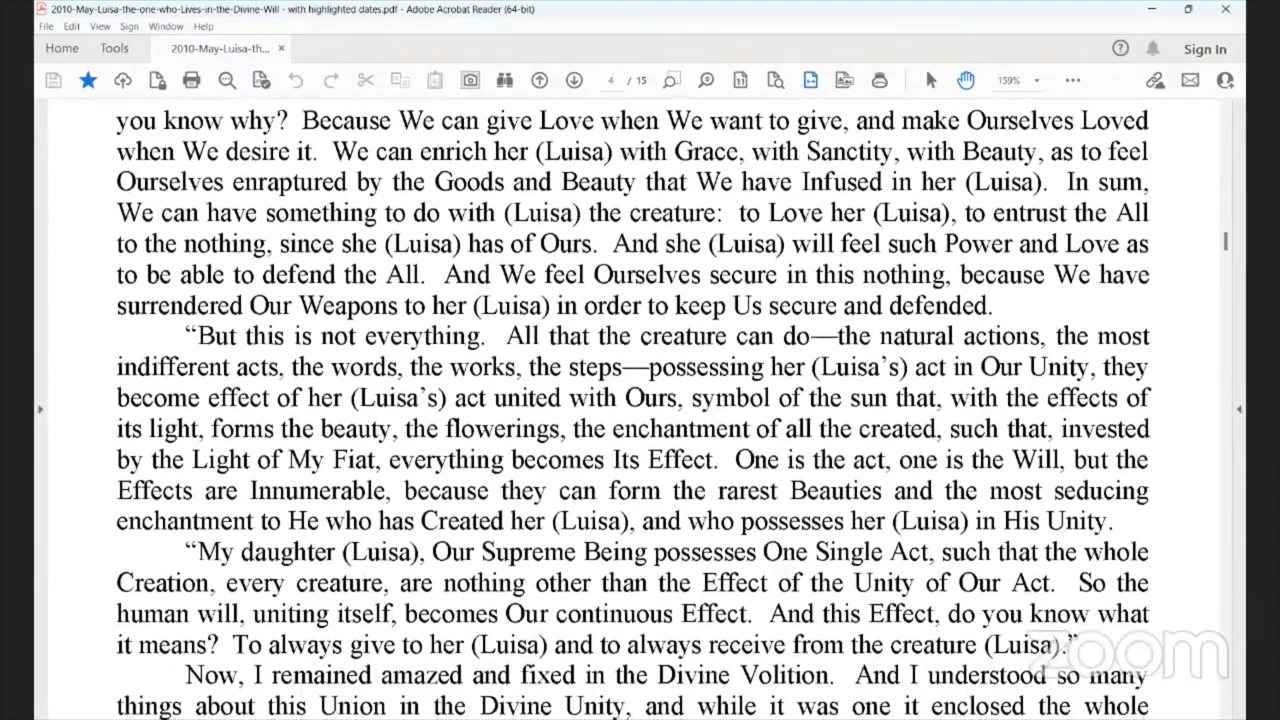 2010-May-Luisa-the-one-who-Lives-in-the-Divine-Will - with highlighted dates.pdf - Adobe Acrobat Reader (64-bit)
File Edit View Sign Window Help
Home Tools 2010-May-Luisa-th... × Sign In
4 / 15 159%
you know why? Because We can give Love when We want to give, and make Ourselves Loved
when We desire it. We can enrich her (Luisa) with Grace, with Sanctity, with Beauty, as to feel
Ourselves enraptured by the Goods and Beauty that We have Infused in her (Luisa). In sum,
We can have something to do with (Luisa) the creature: to Love her (Luisa), to entrust the All
to the nothing, since she (Luisa) has of Ours. And she (Luisa) will feel such Power and Love as
to be able to defend the All. And We feel Ourselves secure in this nothing, because We have
surrendered Our Weapons to her (Luisa) in order to keep Us secure and defended.
“But this is not everything. All that the creature can do—the natural actions, the most
indifferent acts, the words, the works, the steps—possessing her (Luisa’s) act in Our Unity, they
become effect of her (Luisa’s) act united with Ours, symbol of the sun that, with the effects of
its light, forms the beauty, the flowerings, the enchantment of all the created, such that, invested
by the Light of My Fiat, everything becomes Its Effect. One is the act, one is the Will, but the
Effects are Innumerable, because they can form the rarest Beauties and the most seducing
enchantment to He who has Created her (Luisa), and who possesses her (Luisa) in His Unity.
“My daughter (Luisa), Our Supreme Being possesses One Single Act, such that the whole
Creation, every creature, are nothing other than the Effect of the Unity of Our Act. So the
human will, uniting itself, becomes Our continuous Effect. And this Effect, do you know what
it means? To always give to her (Luisa) and to always receive from the creature (Luisa).”
zoom
Now, I remained amazed and fixed in the Divine Volition. And I understood so many
things about this Union in the Divine Unity, and while it was one it enclosed the whole